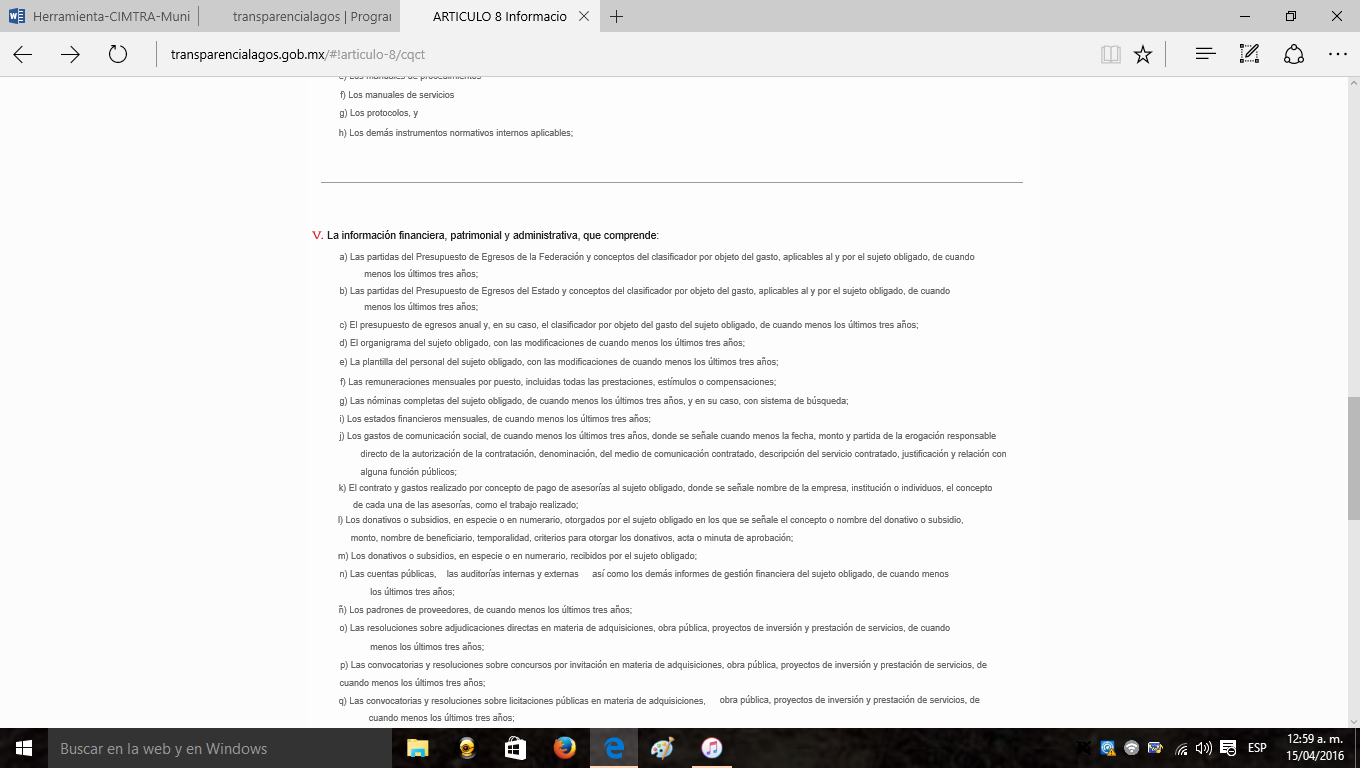 Herramienta-CIMTRA-Muni
transparencialagos | Program
ARTICULO 8 Informacio
transparencialagos.gob.mx/#!articulo-8/cqct
e) Los manuales de procedimientos
f) Los manuales de servicios
g) Los protocolos, y
h) Los demás instrumentos normativos internos aplicables;
V. La información financiera, patrimonial y administrativa, que comprende:
a) Las partidas del Presupuesto de Egresos de la Federación y conceptos del clasificador por objeto del gasto, aplicables al y por el sujeto obligado, de cuando
menos los últimos tres años;
b) Las partidas del Presupuesto de Egresos del Estado y conceptos del clasificador por objeto del gasto, aplicables al y por el sujeto obligado, de cuando
menos los últimos tres años;
c) El presupuesto de egresos anual y, en su caso, el clasificador por objeto del gasto del sujeto obligado, de cuando menos los últimos tres años;
d) El organigrama del sujeto obligado, con las modificaciones de cuando menos los últimos tres años;
e) La plantilla del personal del sujeto obligado, con las modificaciones de cuando menos los últimos tres años;
f) Las remuneraciones mensuales por puesto, incluidas todas las prestaciones, estímulos o compensaciones;
g) Las nóminas completas del sujeto obligado, de cuando menos los últimos tres años, y en su caso, con sistema de búsqueda;
i) Los estados financieros mensuales, de cuando menos los últimos tres años;
j) Los gastos de comunicación social, de cuando menos los últimos tres años, donde se señale cuando menos la fecha, monto y partida de la erogación responsable
directo de la autorización de la contratación, denominación, del medio de comunicación contratado, descripción del servicio contratado, justificación y relación con
alguna función públicos;
k) El contrato y gastos realizado por concepto de pago de asesorías al sujeto obligado, donde se señale nombre de la empresa, institución o individuos, el concepto
de cada una de las asesorías, como el trabajo realizado;
l) Los donativos o subsidios, en especie o en numerario, otorgados por el sujeto obligado en los que se señale el concepto o nombre del donativo o subsidio,
monto, nombre de beneficiario, temporalidad, criterios para otorgar los donativos, acta o minuta de aprobación;
m) Los donativos o subsidios, en especie o en numerario, recibidos por el sujeto obligado;
n) Las cuentas públicas, las auditorías internas y externas así como los demás informes de gestión financiera del sujeto obligado, de cuando menos
los últimos tres años;
ñ) Los padrones de proveedores, de cuando menos los últimos tres años;
o) Las resoluciones sobre adjudicaciones directas en materia de adquisiciones, obra pública, proyectos de inversión y prestación de servicios, de cuando
menos los últimos tres años;
p) Las convocatorias y resoluciones sobre concursos por invitación en materia de adquisiciones, obra pública, proyectos de inversión y prestación de servicios, de
cuando menos los últimos tres años;
q) Las convocatorias y resoluciones sobre licitaciones públicas en materia de adquisiciones, obra pública, proyectos de inversión y prestación de servicios, de
cuando menos los últimos tres años;
Buscar en la web y en Windows
ESP
12:59 a. m.
15/04/2016